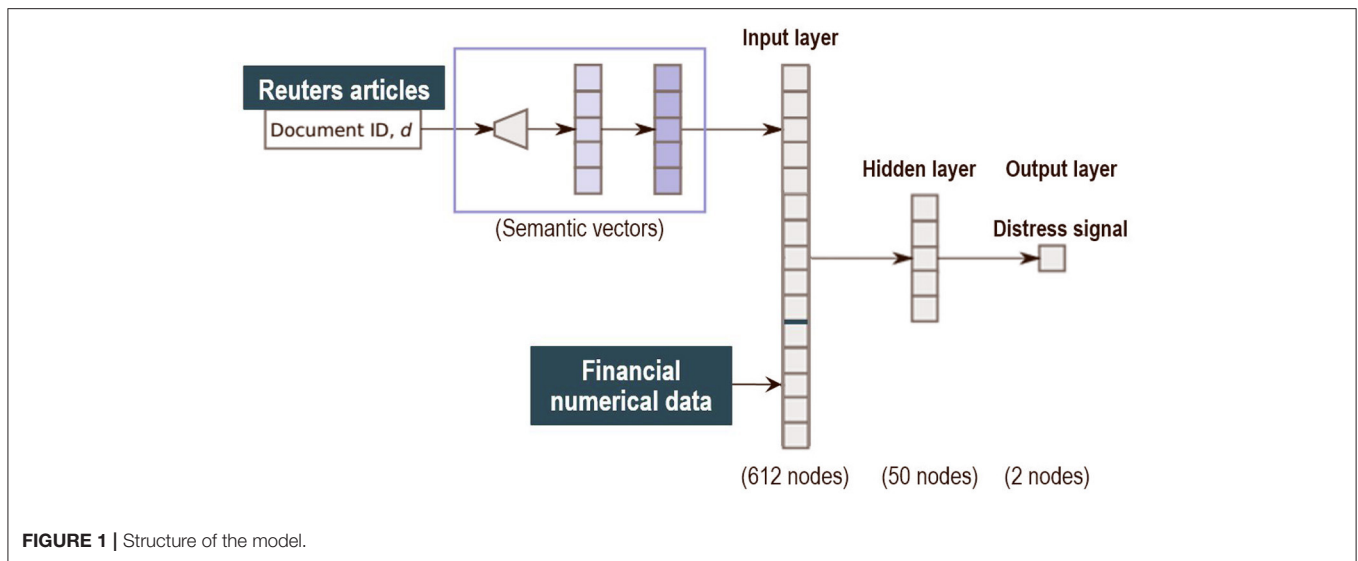 Input layer
Reuters articles
Document ID, d
(Semantic vectors)
Hidden layer
Output layer
Distress signal
Financial
numerical data
(612 nodes)
(50 nodes)
(2 nodes)
FIGURE 1 | Structure of the model.